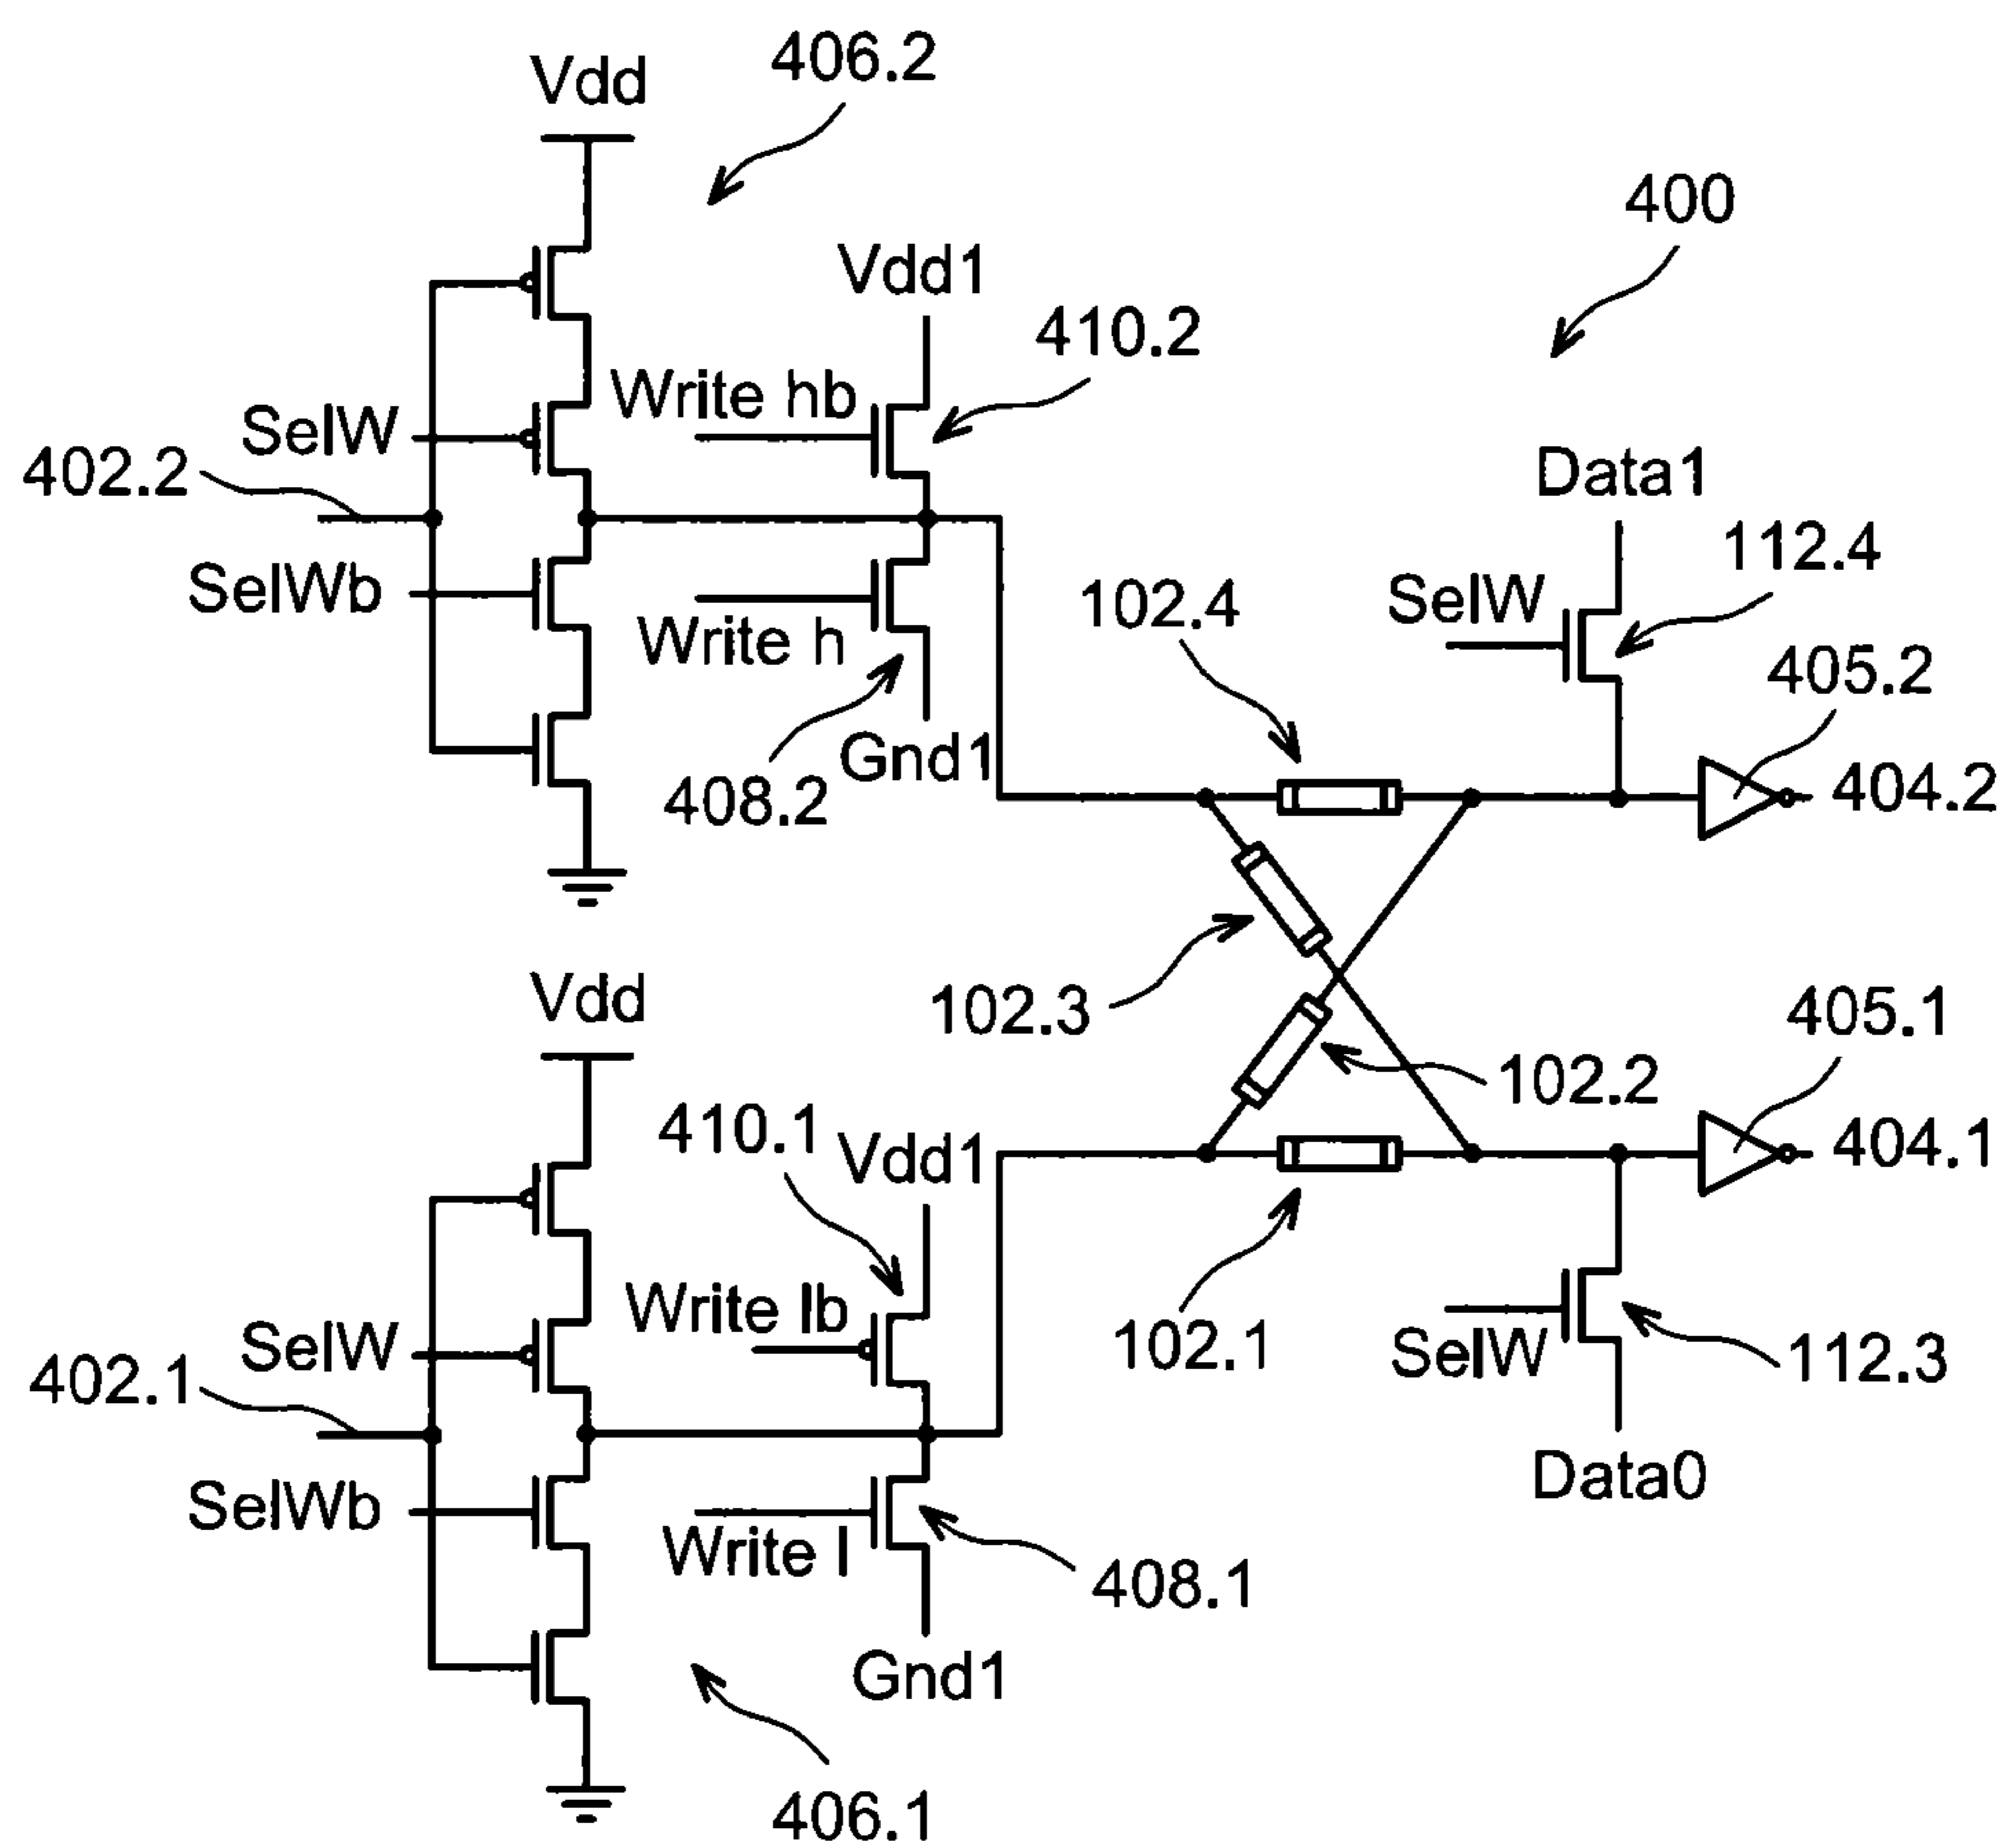 406.2
Vdd
400
Vdd1
410.2
Write hb
SelW
402.2
Data1
112.4
SelWb
SelW
102.4
Write h
405.2
Gnd1
408.2
404.2
Vdd
102.3
405.1
102.2
410.1
Vdd1
404.1
Write lb
SelW
102.1
SelW
112.3
402.1
Data0
SelWb
Write l
408.1
Gnd1
406.1